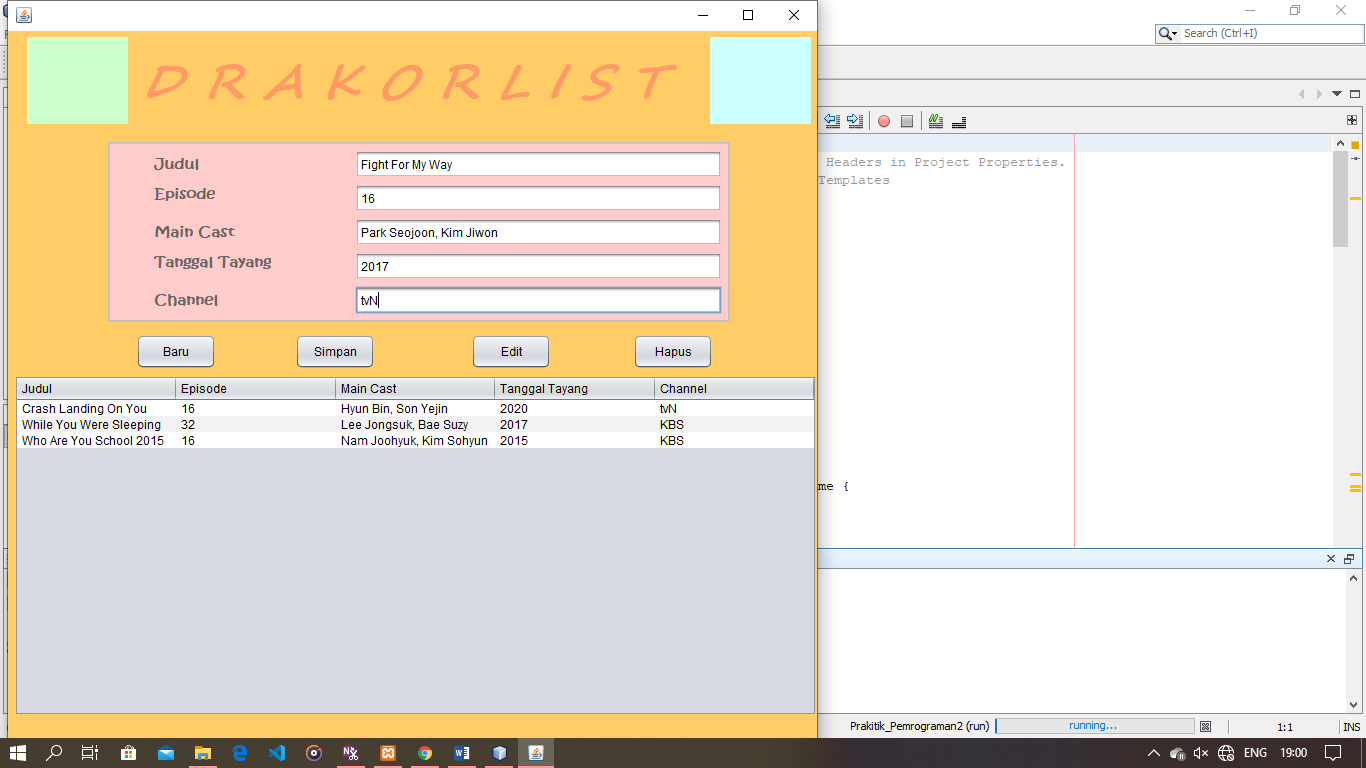 Search (Ctrl+I)
D R A K O R L I S T
Judul Fight For My Way
Episode 16
Main Cast Park Seojoon, Kim Jiwon
Tanggal Tayang 2017
Channel tvN
Baru Simpan Edit Hapus
Judul Episode Main Cast Tanggal Tayang Channel
Crash Landing On You 16 Hyun Bin, Son Yejin 2020 tvN
While You Were Sleeping 32 Lee Jongsuk, Bae Suzy 2017 KBS
Who Are You School 2015 16 Nam Joohyuk, Kim Sohyun 2015 KBS
Headers in Project Properties.
Templates
me {
Prakitik_Pemrograman2 (run) running... 1:1 INS
ENG 19:00